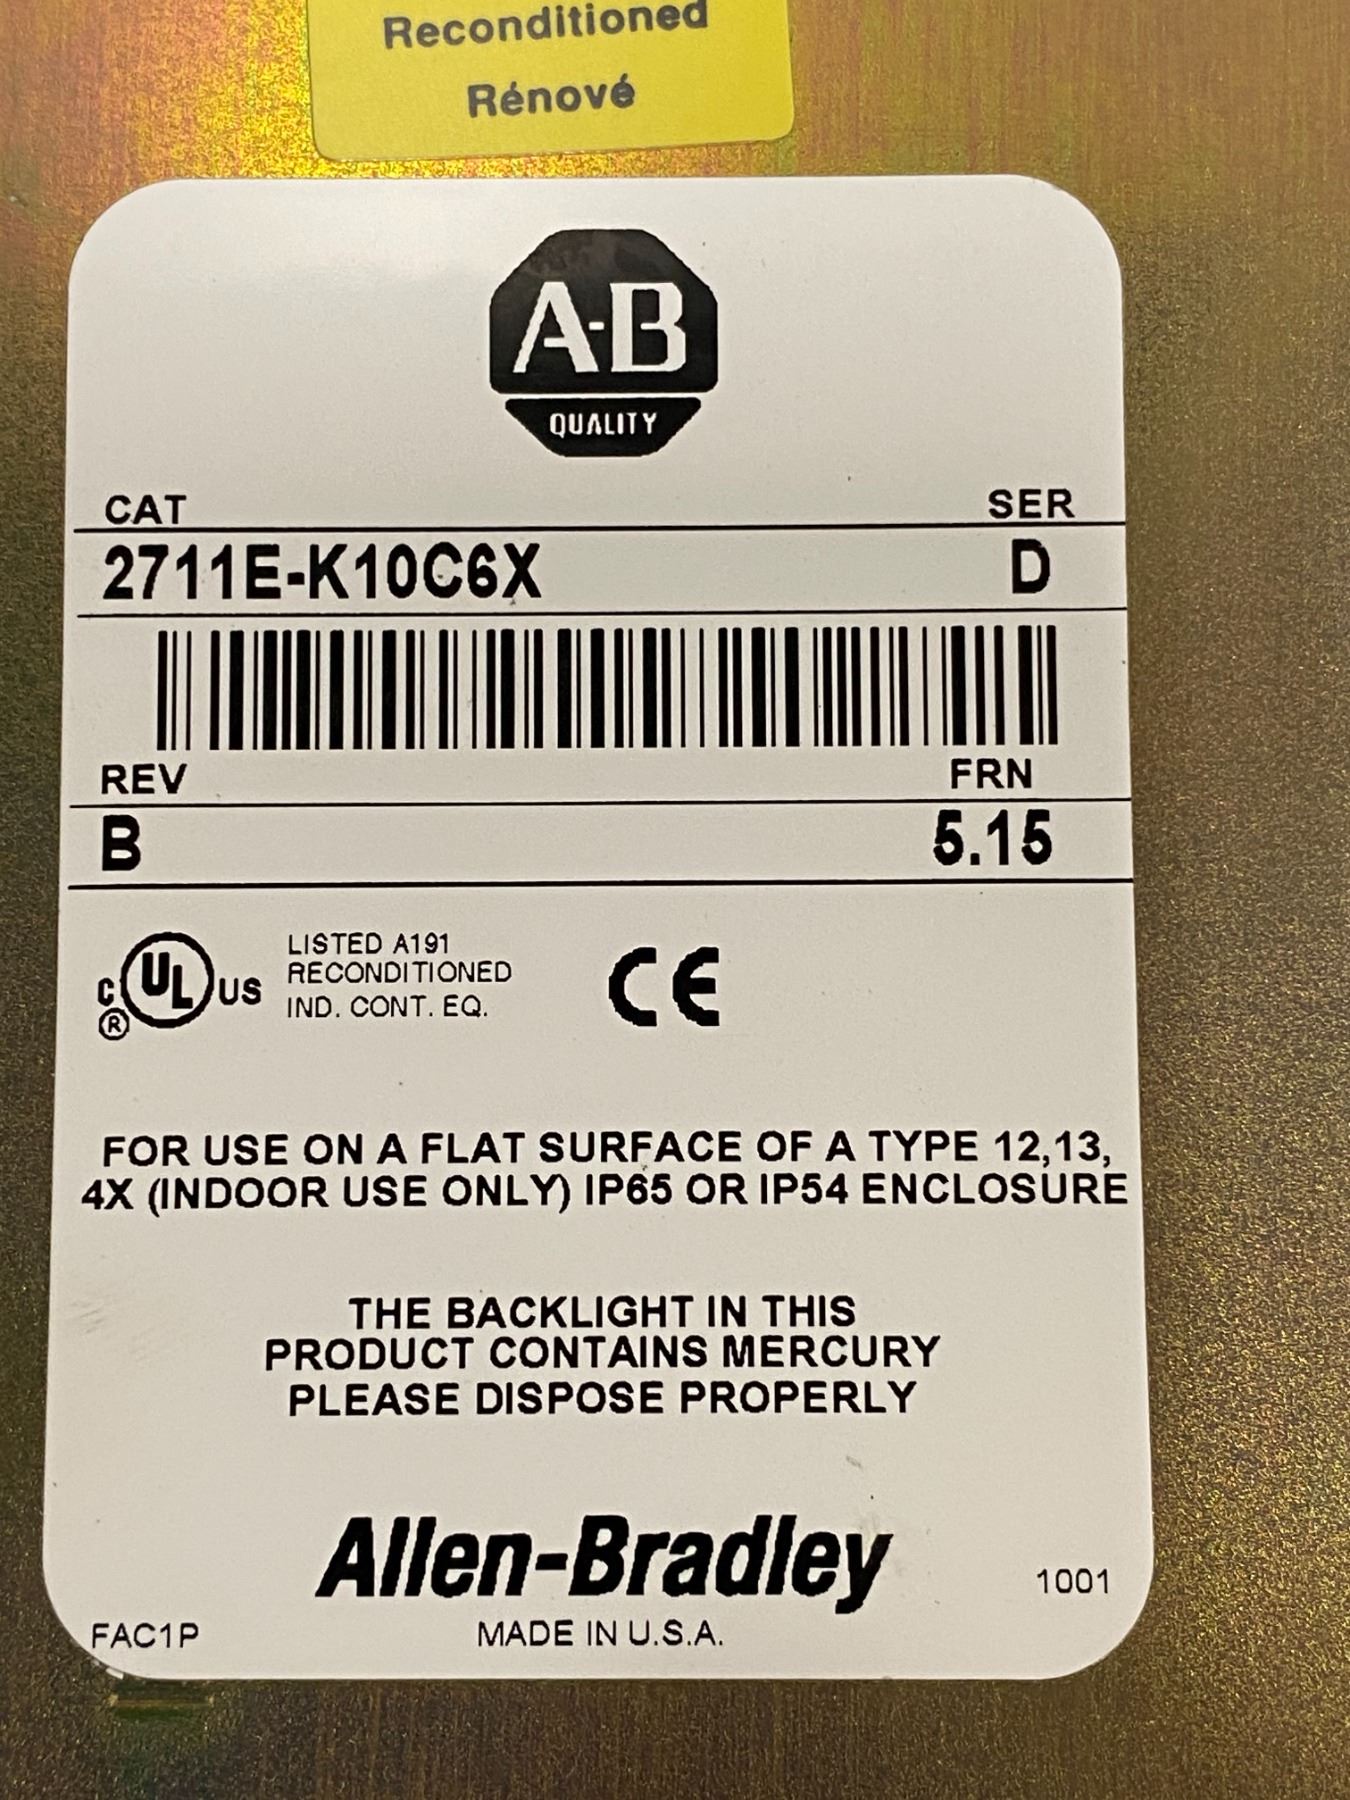 Reconditioned
Rénové
A-B
QUALITY
CAT SER
2711E-K10C6X D
REV FRN
B 5.15
C UL US ®
LISTED A191
RECONDITIONED
IND. CONT. EQ.
CE
FOR USE ON A FLAT SURFACE OF A TYPE 12,13,
4X (INDOOR USE ONLY) IP65 OR IP54 ENCLOSURE
THE BACKLIGHT IN THIS
PRODUCT CONTAINS MERCURY
PLEASE DISPOSE PROPERLY
Allen-Bradley
1001
FAC1P MADE IN U.S.A.